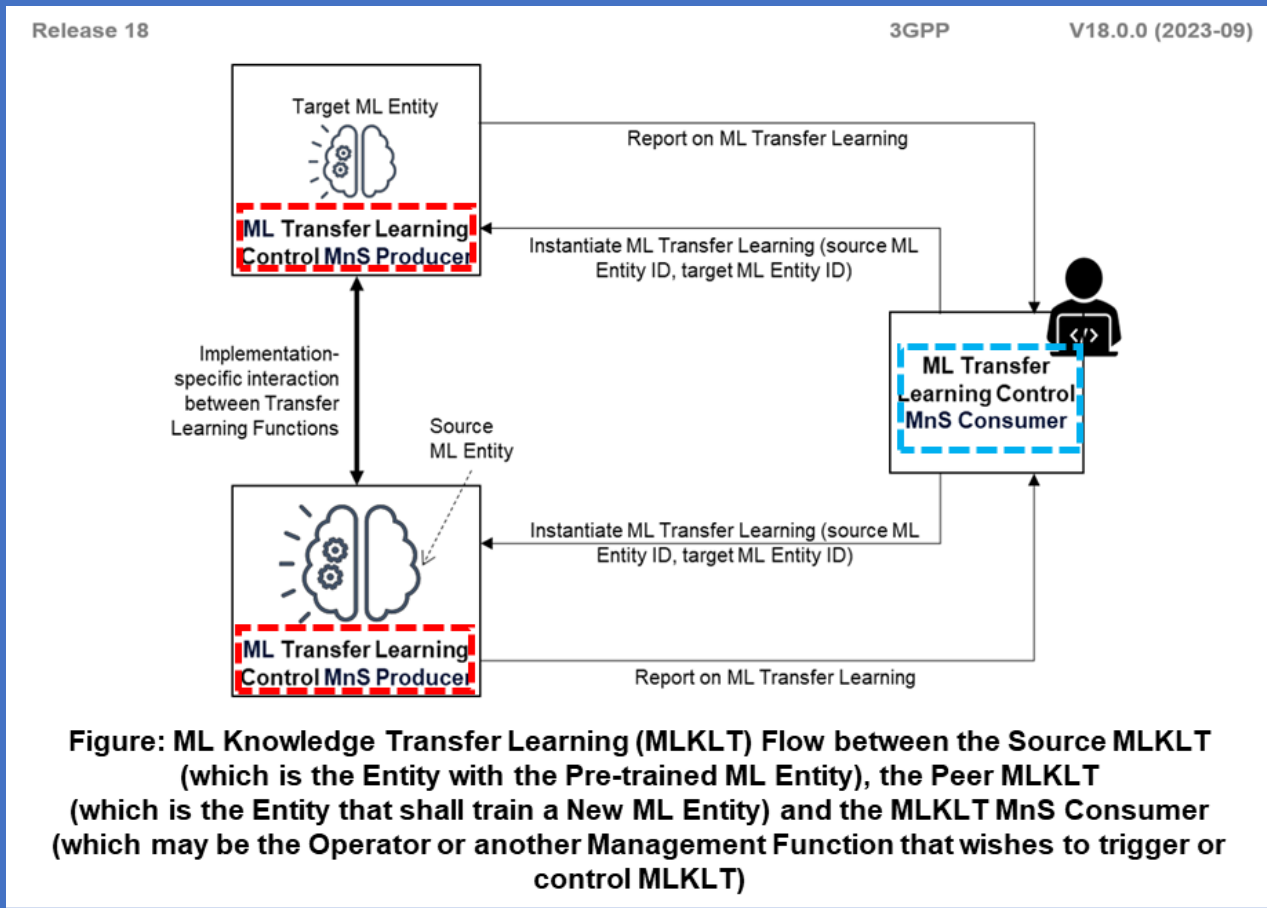 Release 18
3GPP
V18.0.0 (2023-09)
Target ML Entity
Report on ML Transfer Learning
ML Transfer Learning
Control MnS Producer
Instantiate ML Transfer Learning (source ML
Entity ID, target ML Entity ID)
</>
Implementation-
specific interaction
between Transfer
Learning Functions
ML Transfer
Learning Control
MnS Consumer
Source
ML Entity
Instantiate ML Transfer Learning (source ML
Entity ID, target ML Entity ID)
ML Transfer Learning
Control MnS Producer
Report on ML Transfer Learning
Figure: ML Knowledge Transfer Learning (MLKLT) Flow between the Source MLKLT
(which is the Entity with the Pre-trained ML Entity), the Peer MLKLT
(which is the Entity that shall train a New ML Entity) and the MLKLT MnS Consumer
(which may be the Operator or another Management Function that wishes to trigger or
control MLKLT)